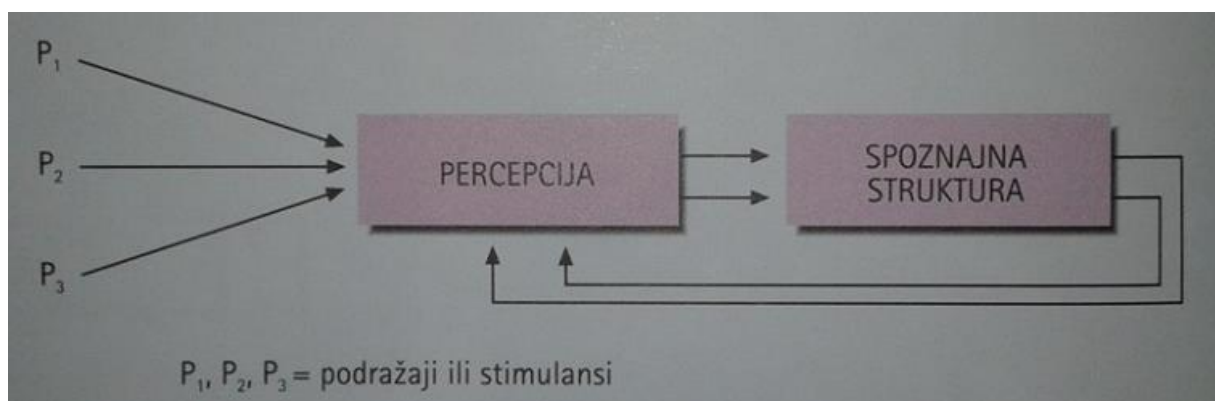 P₁
P₂
P₃
PERCEPCIJA
SPOZNAJNA
STRUKTURA
P₁, P₂, P₃ = podražaji ili stimulansi